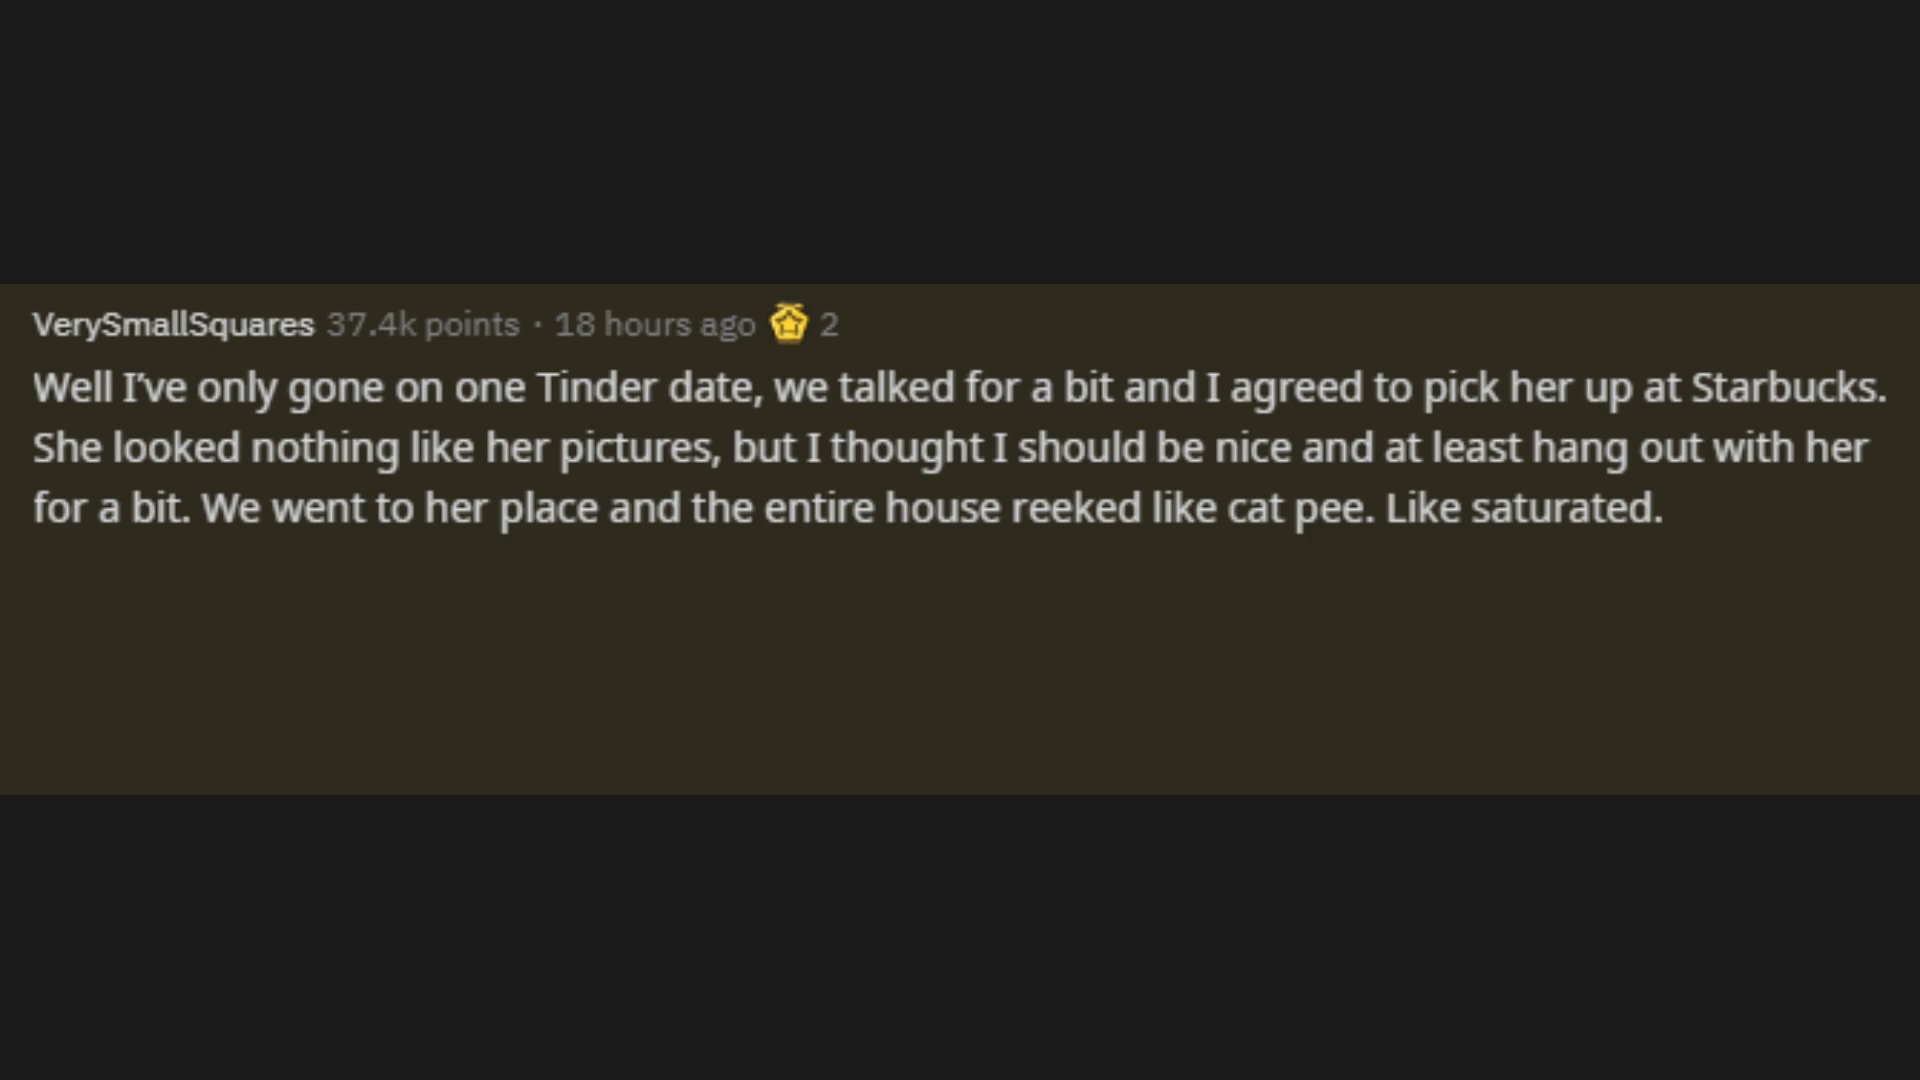 VerySmallSquares 37.4k points · 18 hours ago 2
Well I've only gone on one Tinder date, we talked for a bit and I agreed to pick her up at Starbucks.
She looked nothing like her pictures, but I thought I should be nice and at least hang out with her
for a bit. We went to her place and the entire house reeked like cat pee. Like saturated.